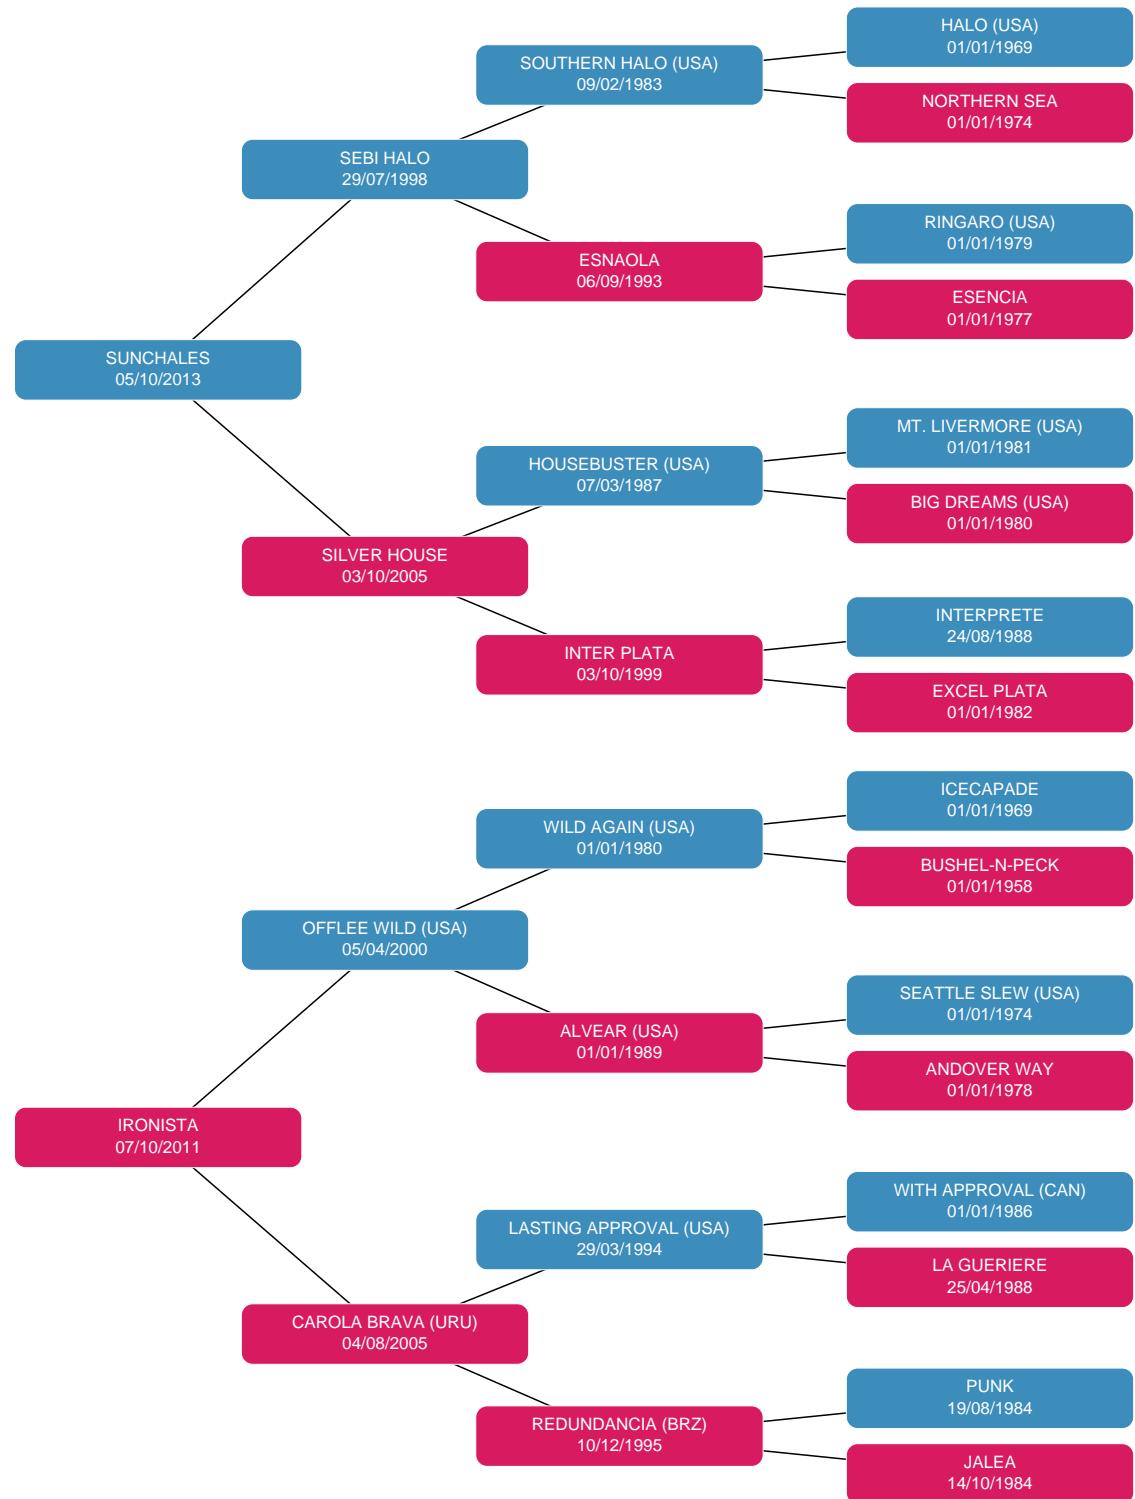 HALO (USA)
01/01/1969
SOUTHERN HALO (USA)
09/02/1983
NORTHERN SEA
01/01/1974
SEBI HALO
29/07/1998
RINGARO (USA)
01/01/1979
ESNAOLA
06/09/1993
ESENCIA
01/01/1977
SUNCHALES
05/10/2013
MT. LIVERMORE (USA)
01/01/1981
HOUSEBUSTER (USA)
07/03/1987
BIG DREAMS (USA)
01/01/1980
SILVER HOUSE
03/10/2005
INTERPRETE
24/08/1988
INTER PLATA
03/10/1999
EXCEL PLATA
01/01/1982
ICECAPADE
01/01/1969
WILD AGAIN (USA)
01/01/1980
BUSHEL-N-PECK
01/01/1958
OFFLEE WILD (USA)
05/04/2000
SEATTLE SLEW (USA)
01/01/1974
ALVEAR (USA)
01/01/1989
ANDOVER WAY
01/01/1978
IRONISTA
07/10/2011
WITH APPROVAL (CAN)
01/01/1986
LASTING APPROVAL (USA)
29/03/1994
LA GUERIERE
25/04/1988
CAROLA BRAVA (URU)
04/08/2005
PUNK
19/08/1984
REDUNDANCIA (BRZ)
10/12/1995
JALEA
14/10/1984